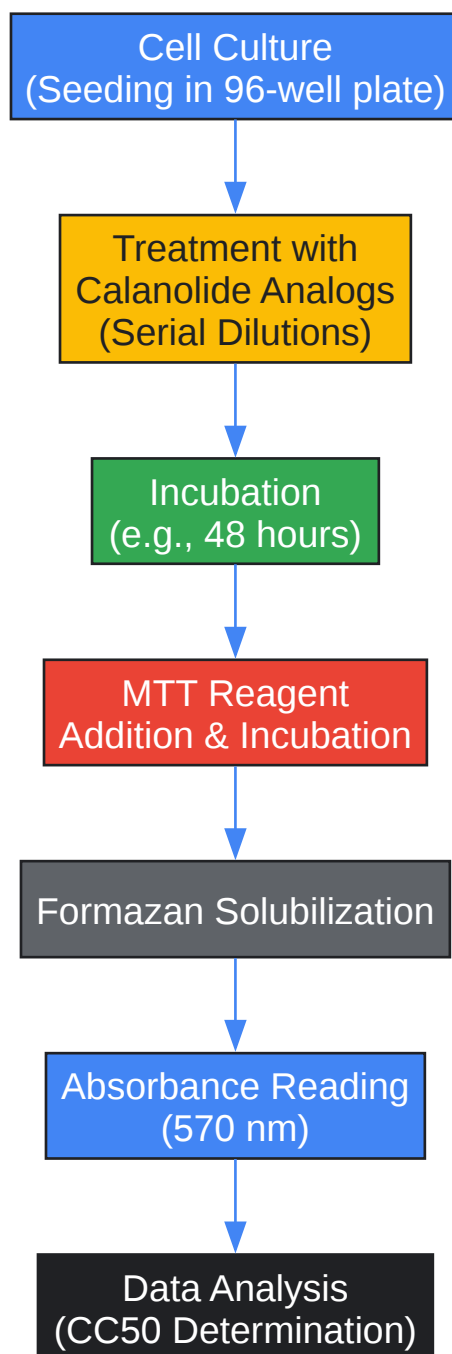 Cell Culture
(Seeding in 96-well plate)
Treatment with
Calanolide Analogs
(Serial Dilutions)
Incubation
(e.g., 48 hours)
MTT Reagent
Addition & Incubation
Formazan Solubilization
Absorbance Reading
(570 nm)
Data Analysis
(CC50 Determination)